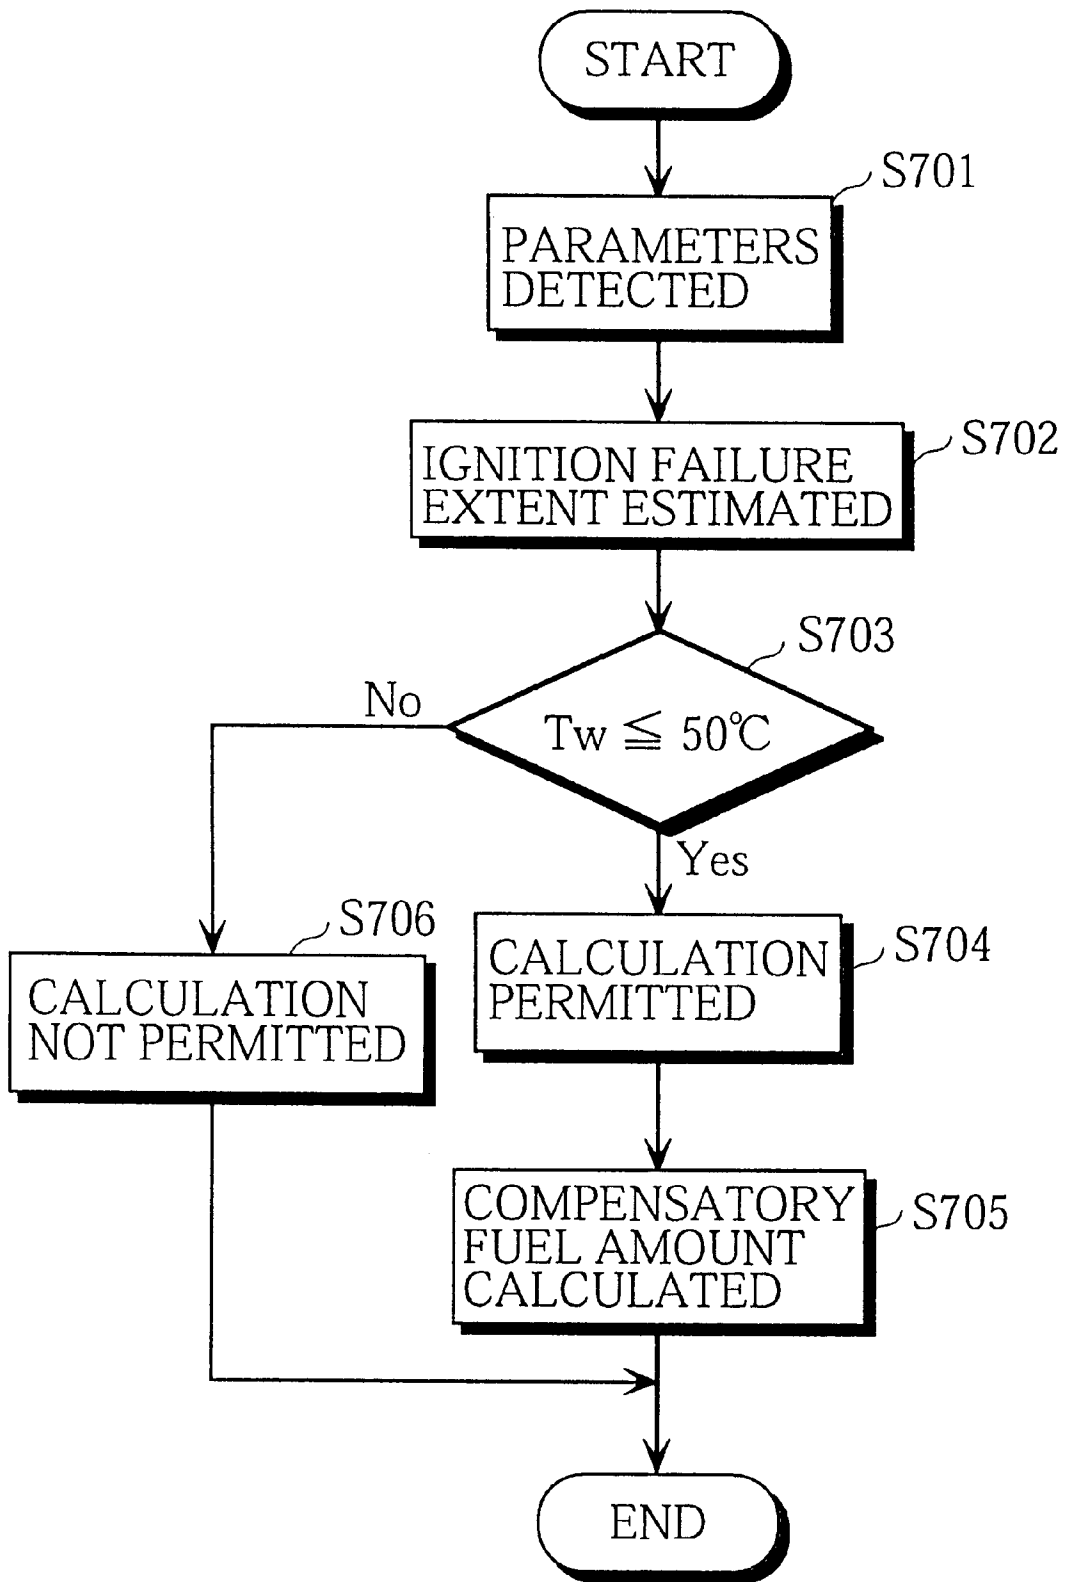 START
S701
PARAMETERS
DETECTED
S702
IGNITION FAILURE
EXTENT ESTIMATED
S703
No
Tw ≦ 50℃
Yes
S706
CALCULATION
NOT PERMITTED
S704
CALCULATION
PERMITTED
S705
COMPENSATORY
FUEL AMOUNT
CALCULATED
END